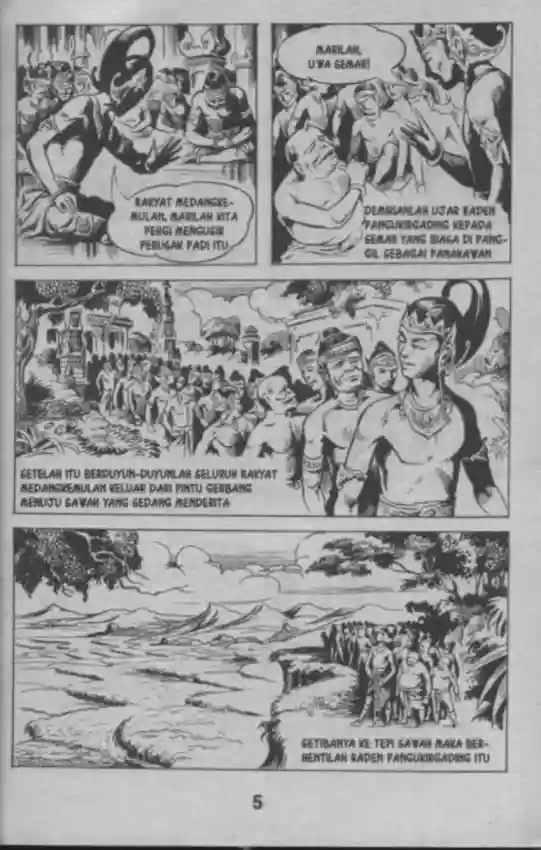 RAKYAT MEDANGKE-
MULAN, MARILAH KITA
PERGI MENGUSIR
PERUSAK PADI ITU
MARILAH,
U'WA SEMAR!
DEMIKIANLAH UJAR RADEN
PANGUKIRGADING KEPADA
SEMAR YANG BIASA DI PANG-
GIL SEBAGAI PANAKAWAN
SETELAH ITU BERDUYUN-DUYUNLAH SELURUH RAKYAT
MEDANGKEMULAN KELUAR DARI PINTU GERBANG
MENUJU SAWAH YANG SEDANG MENDERITA
SETIBANYA KE TEPI SAWAH MAKA BER-
HENTILAH RADEN PANGUKIRGADING ITU
5